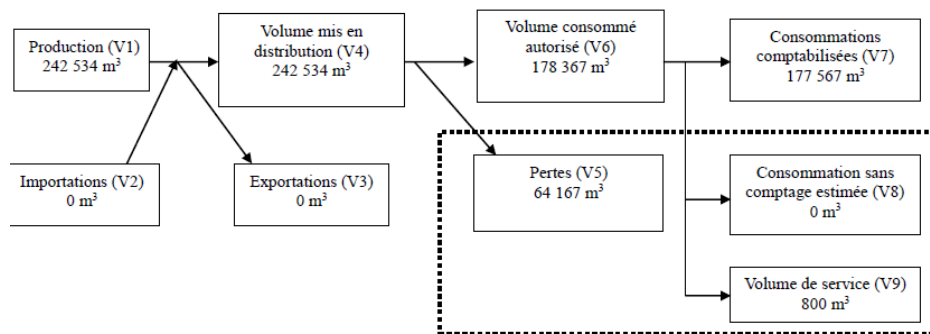 Production (V1)
242 534 m³
Volume mis en
distribution (V4)
242 534 m³
Volume consommé
autorisé (V6)
178 367 m³
Consommations
comptabilisées (V7)
177 567 m³
Importations (V2)
0 m³
Exportations (V3)
0 m³
Pertes (V5)
64 167 m³
Consommation sans
comptage estimée (V8)
0 m³
Volume de service (V9)
800 m³